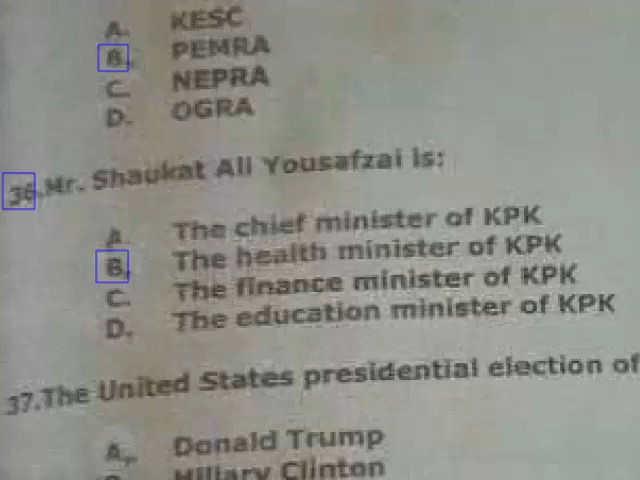 A. KESC
B. PEMRA
C. NEPRA
D. OGRA
36.Mr. Shaukat Ali Yousafzai is:
A. The chief minister of KPK
B. The health minister of KPK
C. The finance minister of KPK
D. The education minister of KPK
37.The United States presidential election of
A. Donald Trump
Hillary Clinton